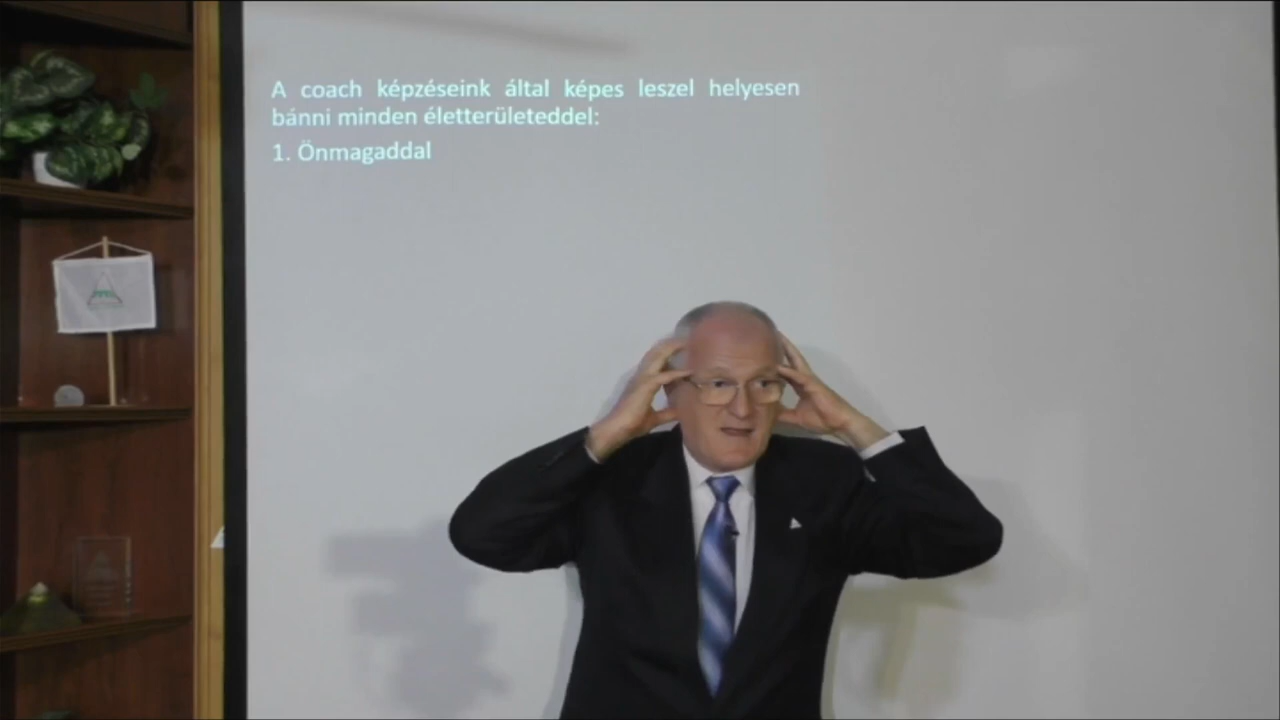 A coach képzéseink által képes leszel helyesen
bánni minden életterületeddel:
1. Önmagaddal